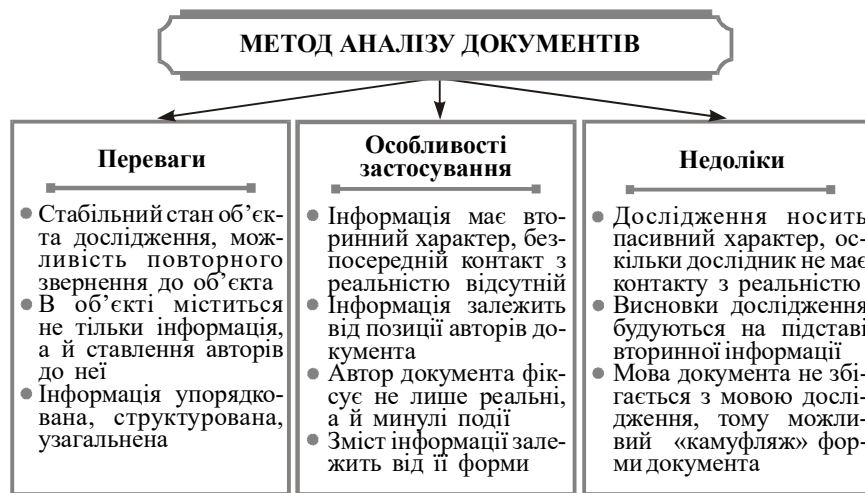 МЕТОД АНАЛІЗУ ДОКУМЕНТІВ
Переваги
Стабільний стан об’єк-
та дослідження, мож-
ливість повторного
звернення до об’єкта
В об’єкті міститься
не тільки інформація,
а й ставлення авторів
до неї
Інформація упорядко-
вана, структурована,
узагальнена
Особливості
застосування
Інформація має вто-
ринний характер, без-
посередній контакт з
реальністю відсутній
Інформація залежить
від позиції авторів до-
кумента
Автор документа фік-
сує не лише реальні,
а й минулі події
Зміст інформації зале-
жить від її форми
Недоліки
Дослідження носить
пасивний характер, ос-
кільки дослідник не має
контакту з реальністю
Висновки дослідження
будуються на підставі
вторинної інформації
Мова документа не збі-
гається з мовою дослі-
дження, тому можли-
вий «камуфляж» фор-
ми документа